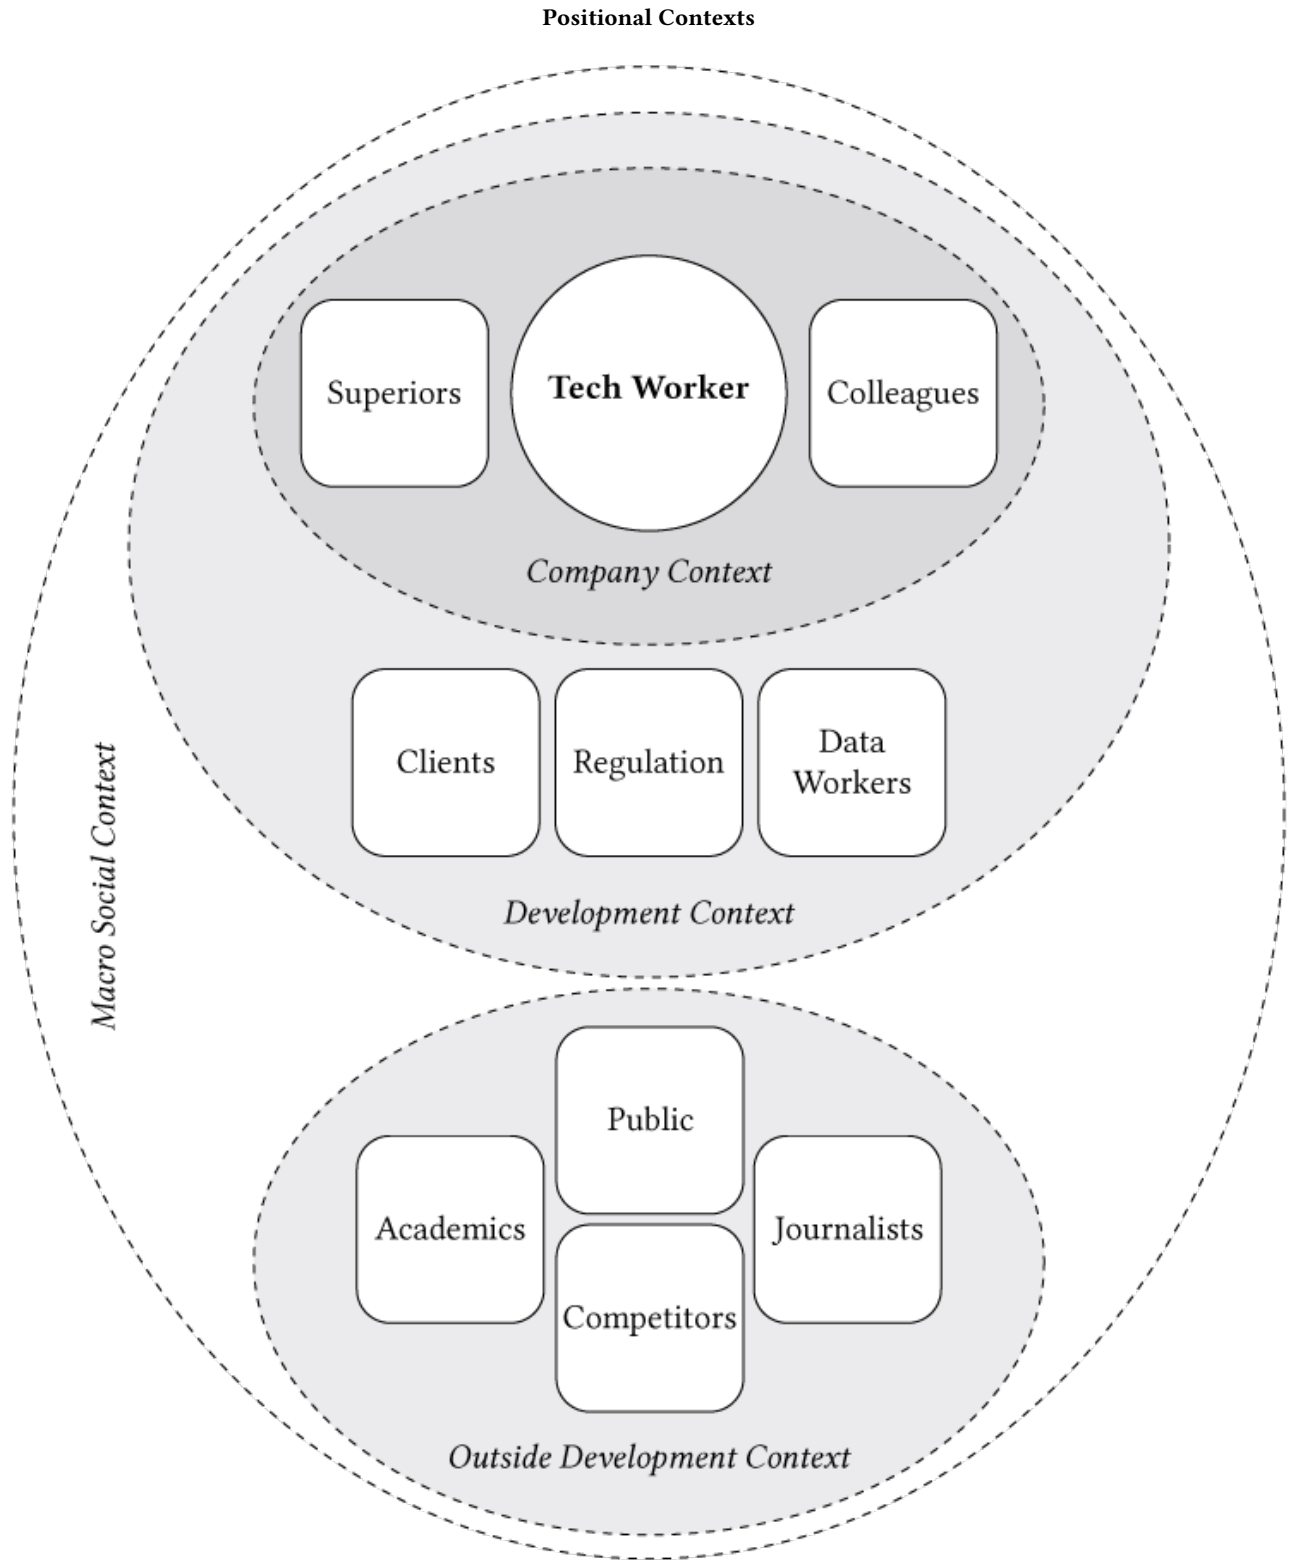 Positional Contexts
Superiors
Tech Worker
Colleagues
Company Context
Clients
Regulation
Data
Workers
Development Context
Macro Social Context
Public
Academics
Journalists
Competitors
Outside Development Context